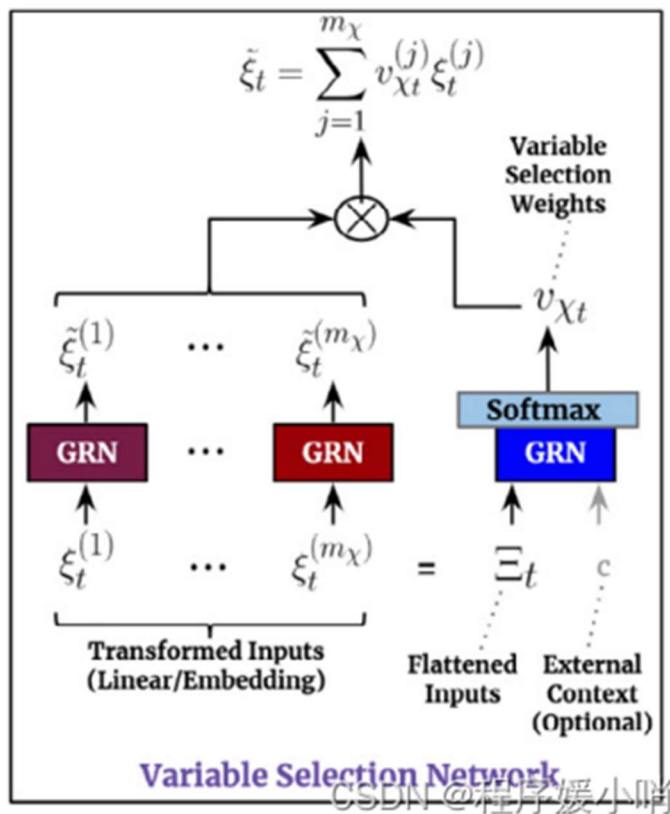 ξ̃_t = ∑_{j=1}^{m_χ} v_{χ_t}^{(j)} ξ_t^{(j)}
Variable
Selection
Weights
v_{χ_t}
ξ̃_t^{(1)} ... ξ̃_t^{(m_χ)}
Softmax
GRN ... GRN GRN
ξ_t^{(1)} ... ξ_t^{(m_χ)} = Ξ_t c
Transformed Inputs
(Linear/Embedding)
Flattened
Inputs
External
Context
(Optional)
Variable Selection Network
CSDN @程序媛小哨